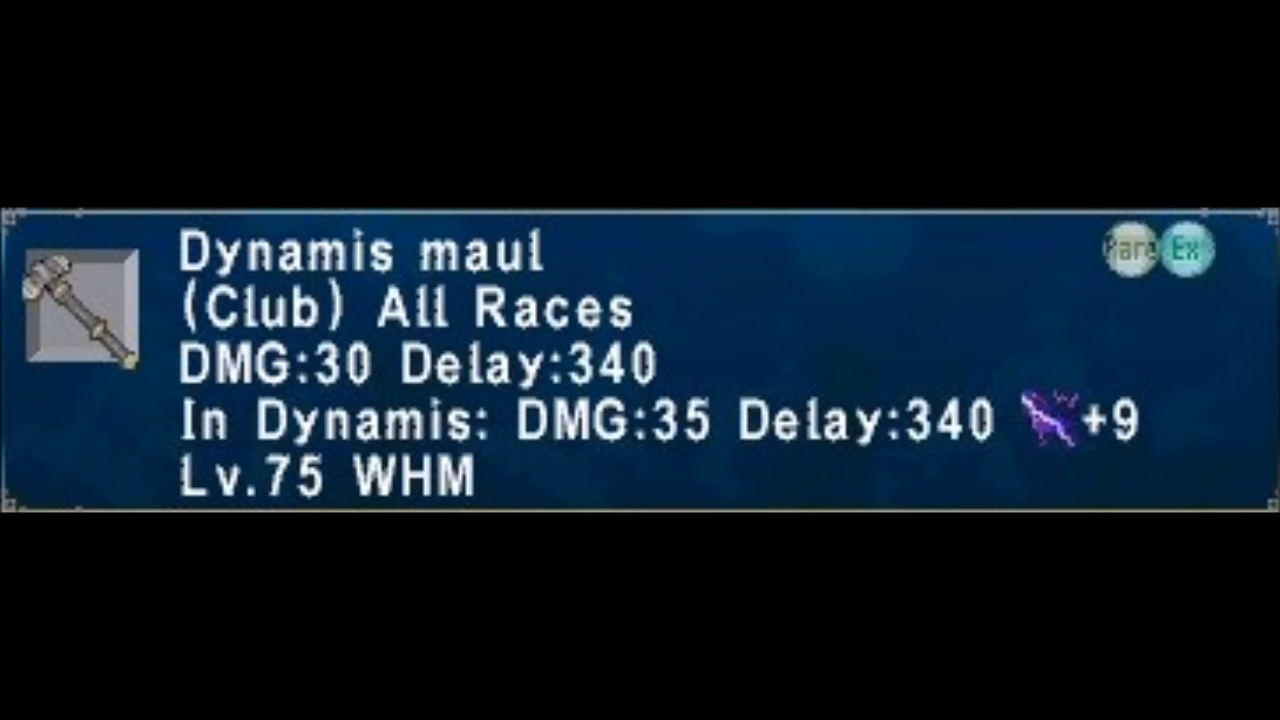 Dynamis maul Rare Ex
(Club) All Races
DMG:30 Delay:340
In Dynamis: DMG:35 Delay:340 +9
Lv.75 WHM